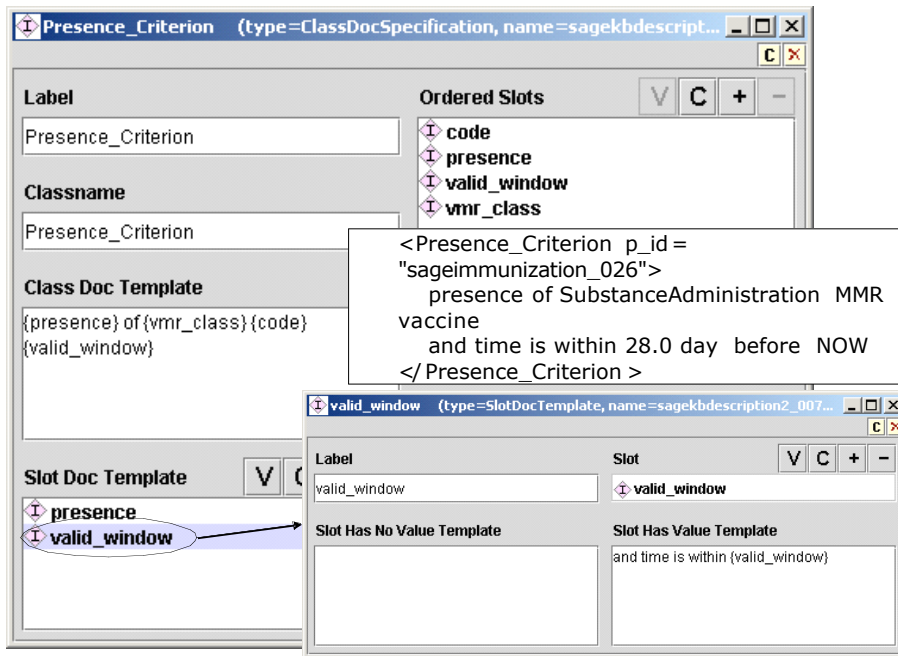 Presence_Criterion (type=ClassDocSpecification, name=sagekbdescript...
C
Label
Presence_Criterion
Classname
Presence_Criterion
Class Doc Template
{presence} of {vmr_class} {code}
{valid_window}
Slot Doc Template
V
presence
valid_window
Ordered Slots
V C + -
code
presence
valid_window
vmr_class
<Presence_Criterion p_id =
"sageimmunization_026">
presence of SubstanceAdministration MMR
vaccine
and time is within 28.0 day before NOW
</ Presence_Criterion >
valid_window (type=SlotDocTemplate, name=sagekbdescription2_007...
C
Label
valid_window
Slot
V C + -
valid_window
Slot Has No Value Template
Slot Has Value Template
and time is within {valid_window}